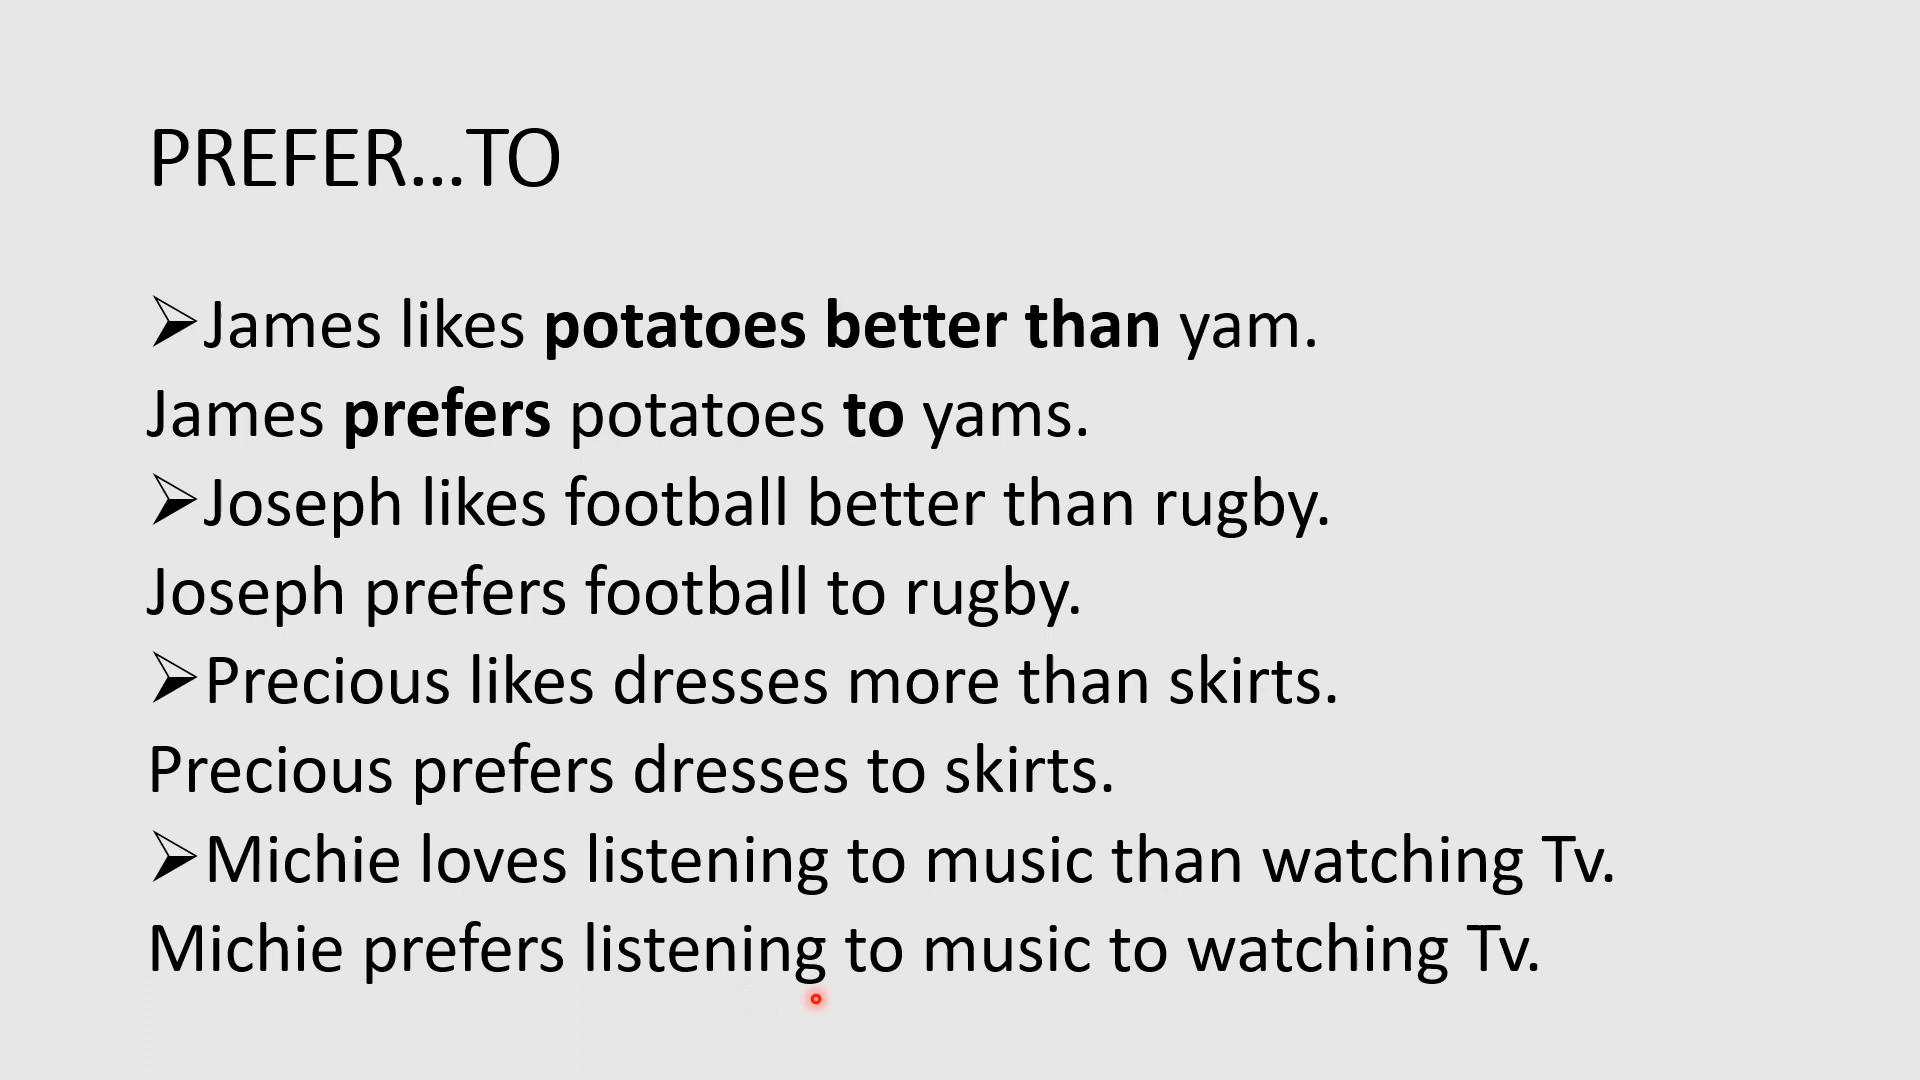 PREFER...TO
➢James likes potatoes better than yam.
James prefers potatoes to yams.
➢Joseph likes football better than rugby.
Joseph prefers football to rugby.
➢Precious likes dresses more than skirts.
Precious prefers dresses to skirts.
➢Michie loves listening to music than watching Tv.
Michie prefers listening to music to watching Tv.